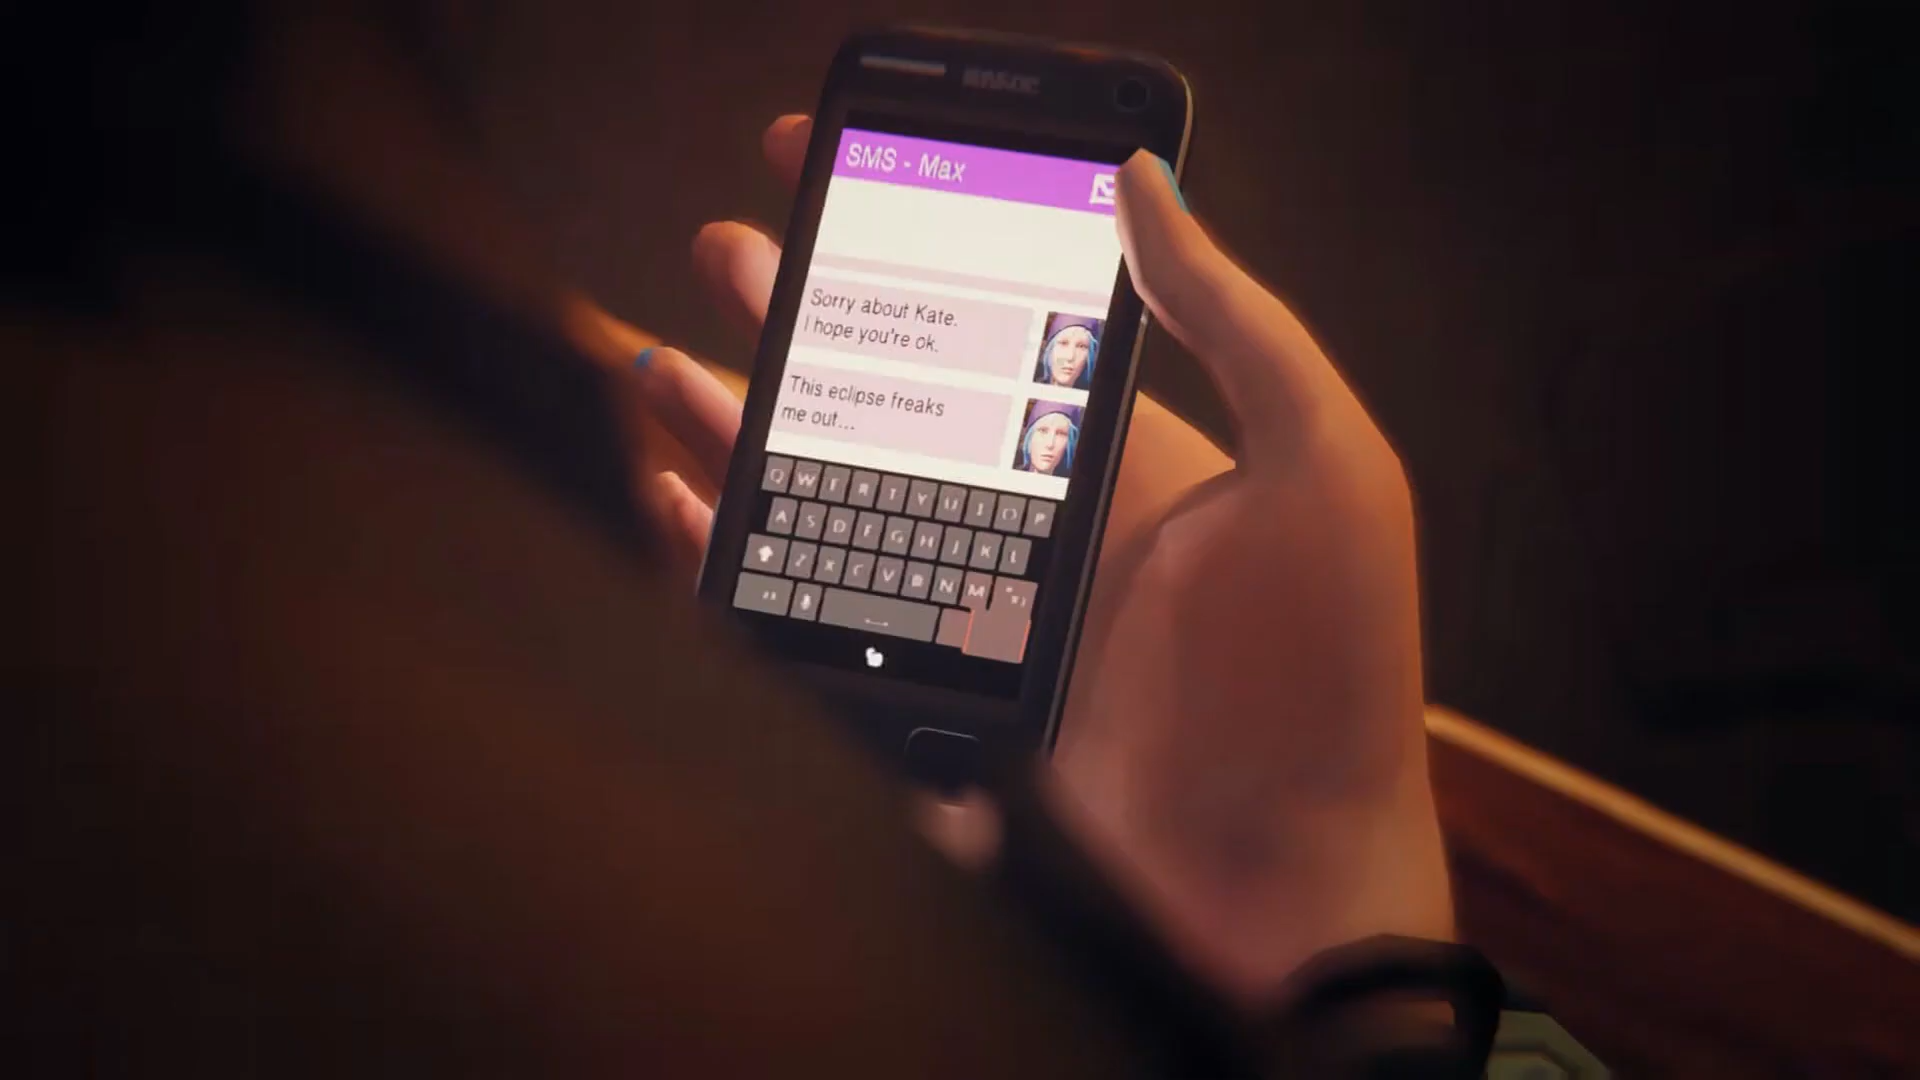 SMS - Max
Sorry about Kate.
I hope you're ok.
This eclipse freaks
me out...
Q W E R T Y U I O P
A S D F G H J K L
Z X C V B N M